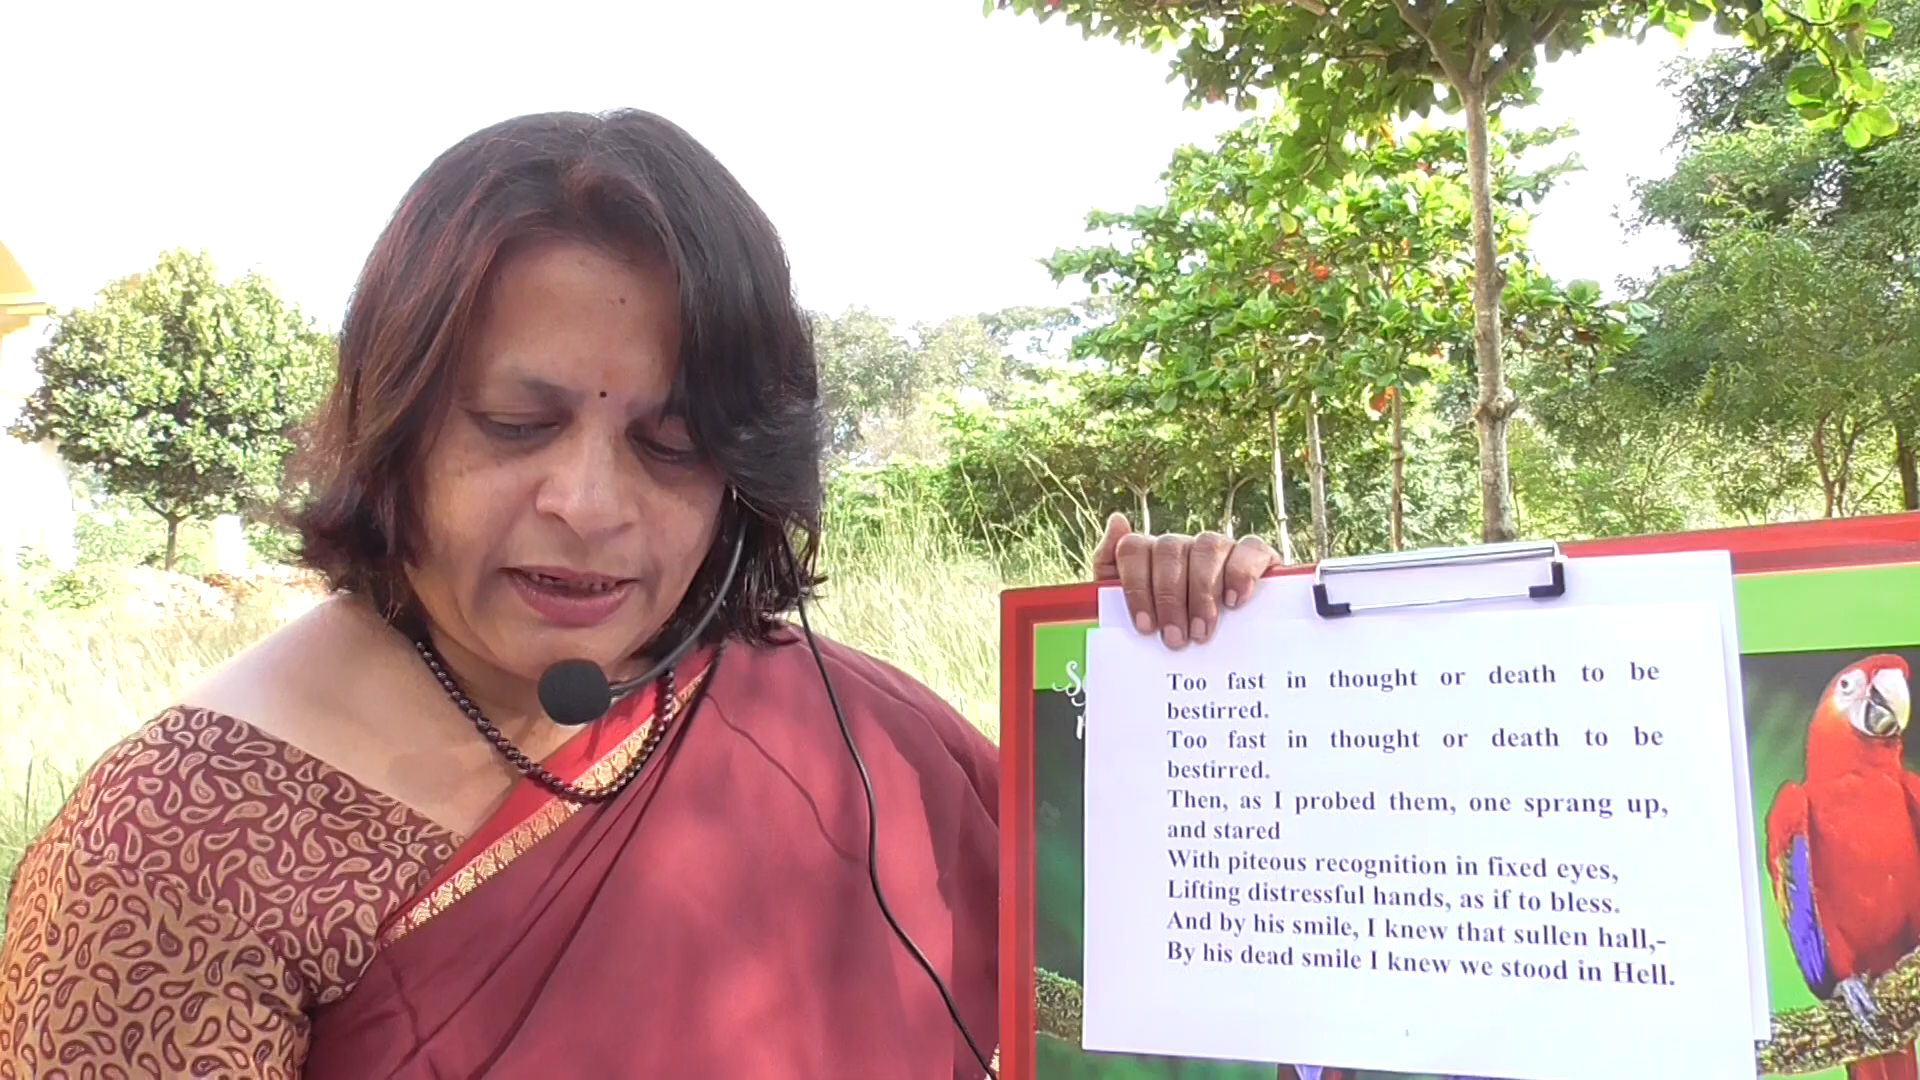 Too fast in thought or death to be
bestirred.
Too fast in thought or death to be
bestirred.
Then, as I probed them, one sprang up,
and stared
With piteous recognition in fixed eyes,
Lifting distressful hands, as if to bless.
And by his smile, I knew that sullen hall,-
By his dead smile I knew we stood in Hell.